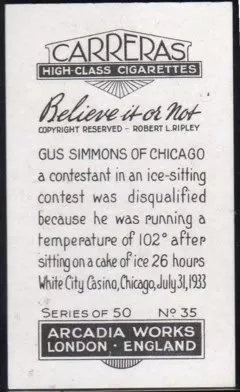 CARRERAS
HIGH-CLASS CIGARETTES
Believe it or Not
COPYRIGHT RESERVED - ROBERT L. RIPLEY
GUS SIMMONS OF CHICAGO
a contestant in an ice-sitting
contest was disqualified
because he was running a
temperature of 102° after
sitting on a cake of ice 26 hours
White City Casino, Chicago, July 31, 1933
SERIES OF 50 No 35
ARCADIA WORKS
LONDON · ENGLAND